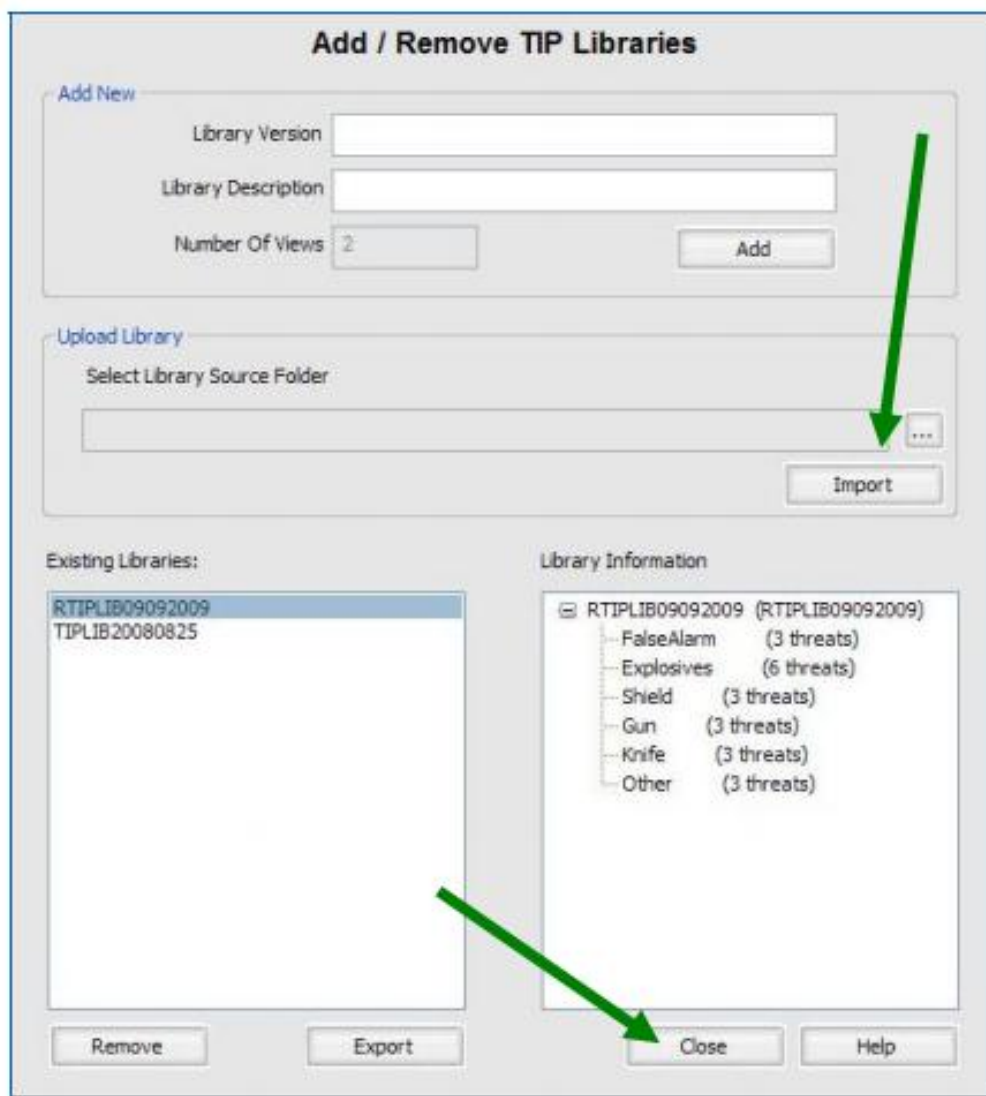 Add / Remove TIP Libraries
Add New
Library Version
Library Description
Number Of Views 2
Add
Upload Library
Select Library Source Folder
...
Import
Existing Libraries:
RTIPLIB09092009
TIPLIB20080825
Remove
Export
Library Information
RTIPLIB09092009 (RTIPLIB09092009)
FalseAlarm (3 threats)
Explosives (6 threats)
Shield (3 threats)
Gun (3 threats)
Knife (3 threats)
Other (3 threats)
Close
Help